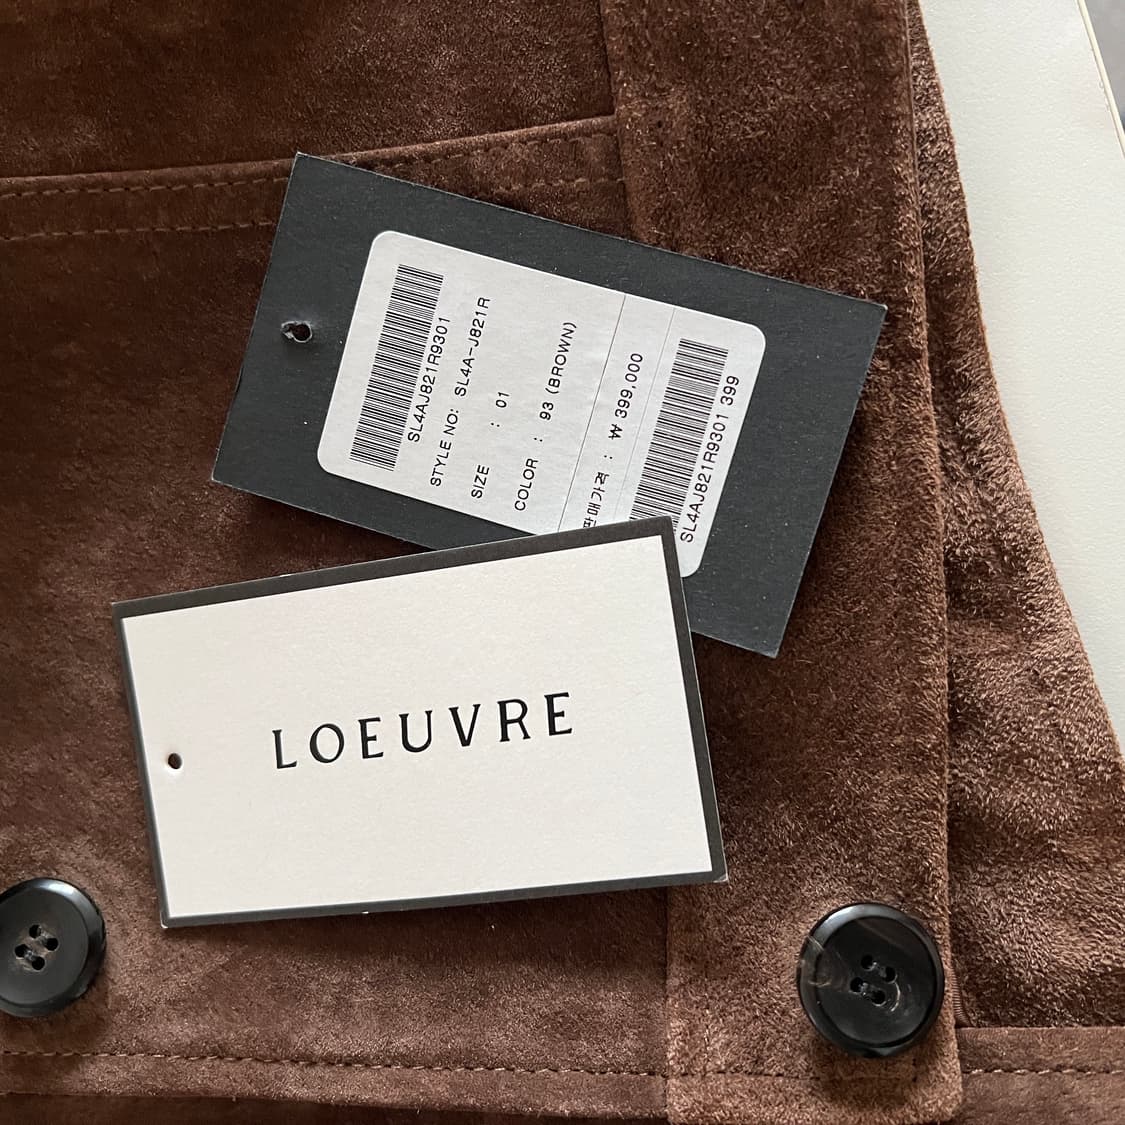 SL4AJ821R9301
STYLE NO: SL4A-J821R
SIZE : 01
COLOR : 93 (BROWN)
판매가격 : ₩ 399,000
SL4AJ821R9301 399
LOEUVRE